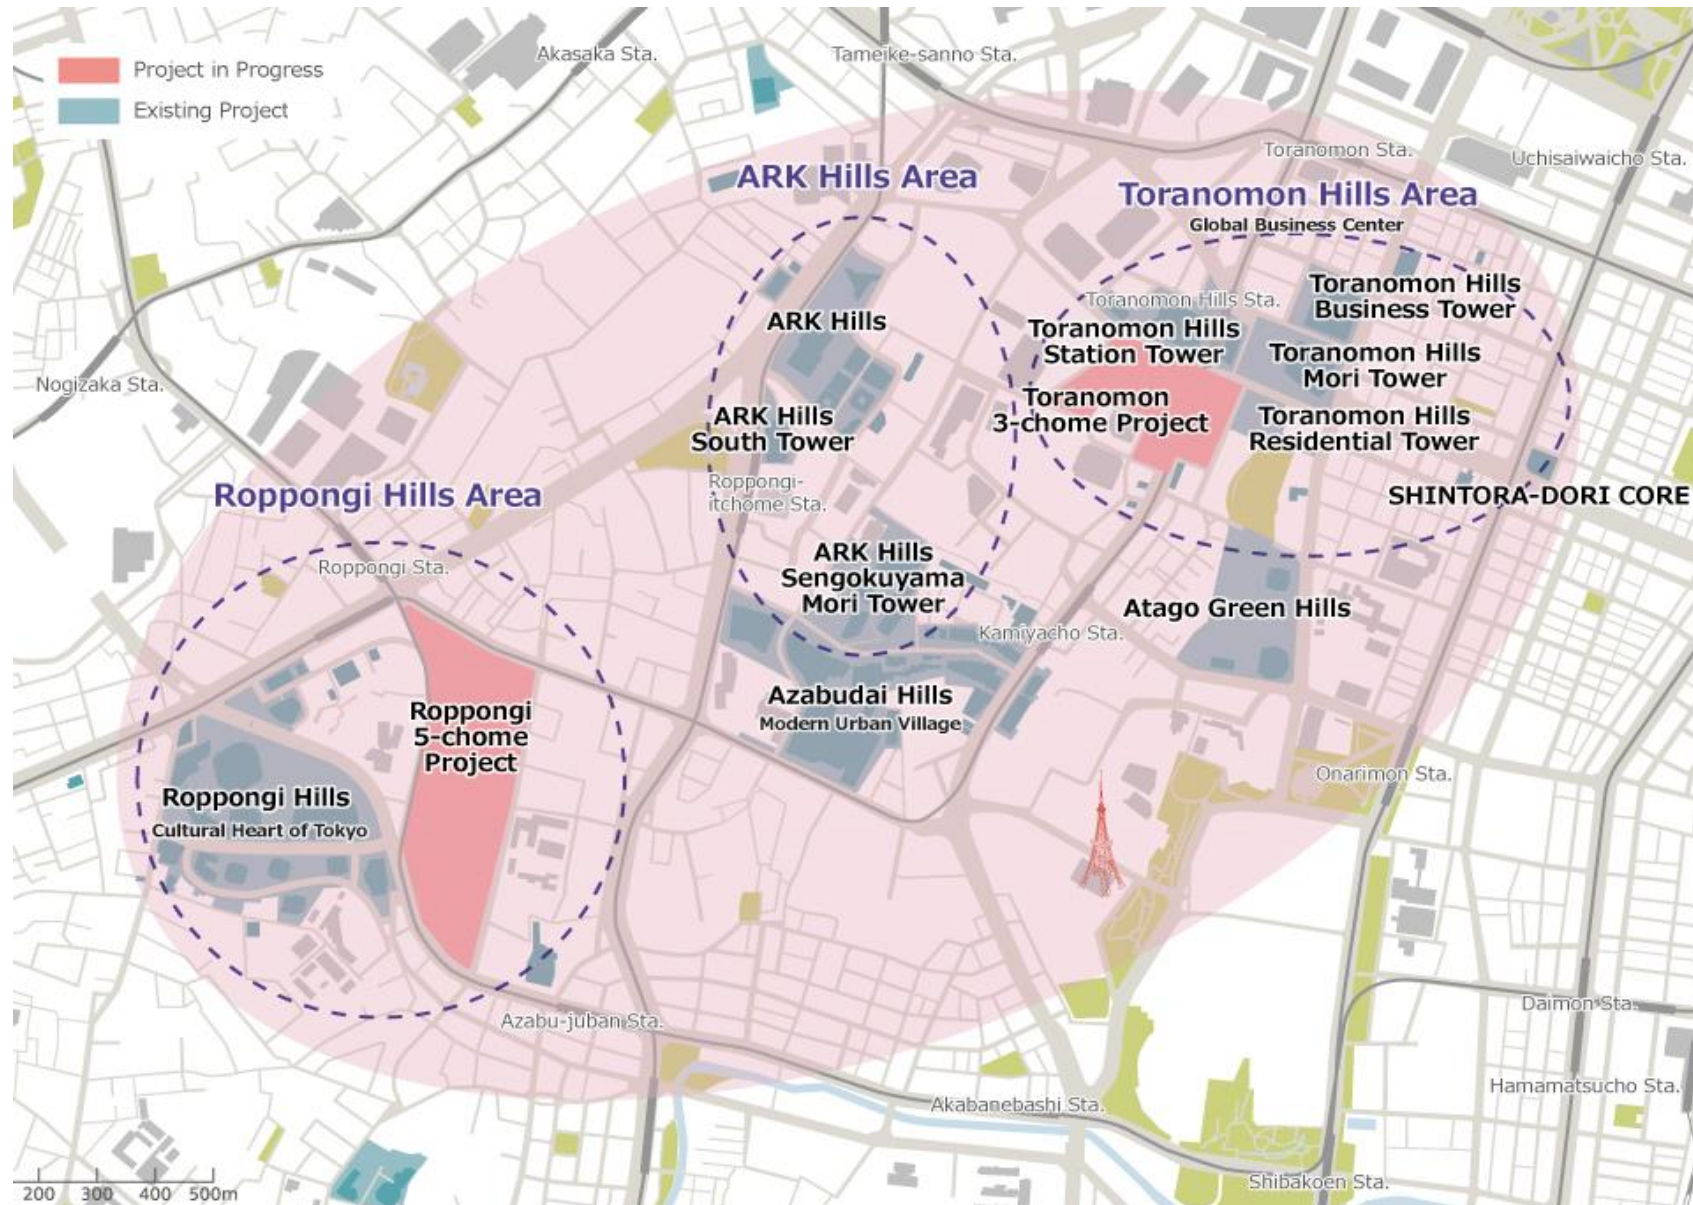 Project in Progress
Existing Project
Akasaka Sta.
Tameike-sanno Sta.
Toranomon Sta.
Uchisaiwaicho Sta.
ARK Hills Area
Toranomon Hills Area
Global Business Center
Toranomon Hills
Business Tower
Toranomon Hills Sta.
ARK Hills
Toranomon Hills
Station Tower
Toranomon Hills
Mori Tower
Nogizaka Sta.
Toranomon
3-chome Project
ARK Hills
South Tower
Toranomon Hills
Residential Tower
Roppongi-
itchome Sta.
Roppongi Hills Area
SHINTORA-DORI CORE
Roppongi Sta.
ARK Hills
Sengokuyama
Mori Tower
Atago Green Hills
Kamiyacho Sta.
Azabudai Hills
Modern Urban Village
Roppongi
5-chome
Project
Onarimon Sta.
Roppongi Hills
Cultural Heart of Tokyo
Daimon Sta.
Azabu-juban Sta.
Hamamatsucho Sta.
Akabanebashi Sta.
Shibakoen Sta.
200 300 400 500m